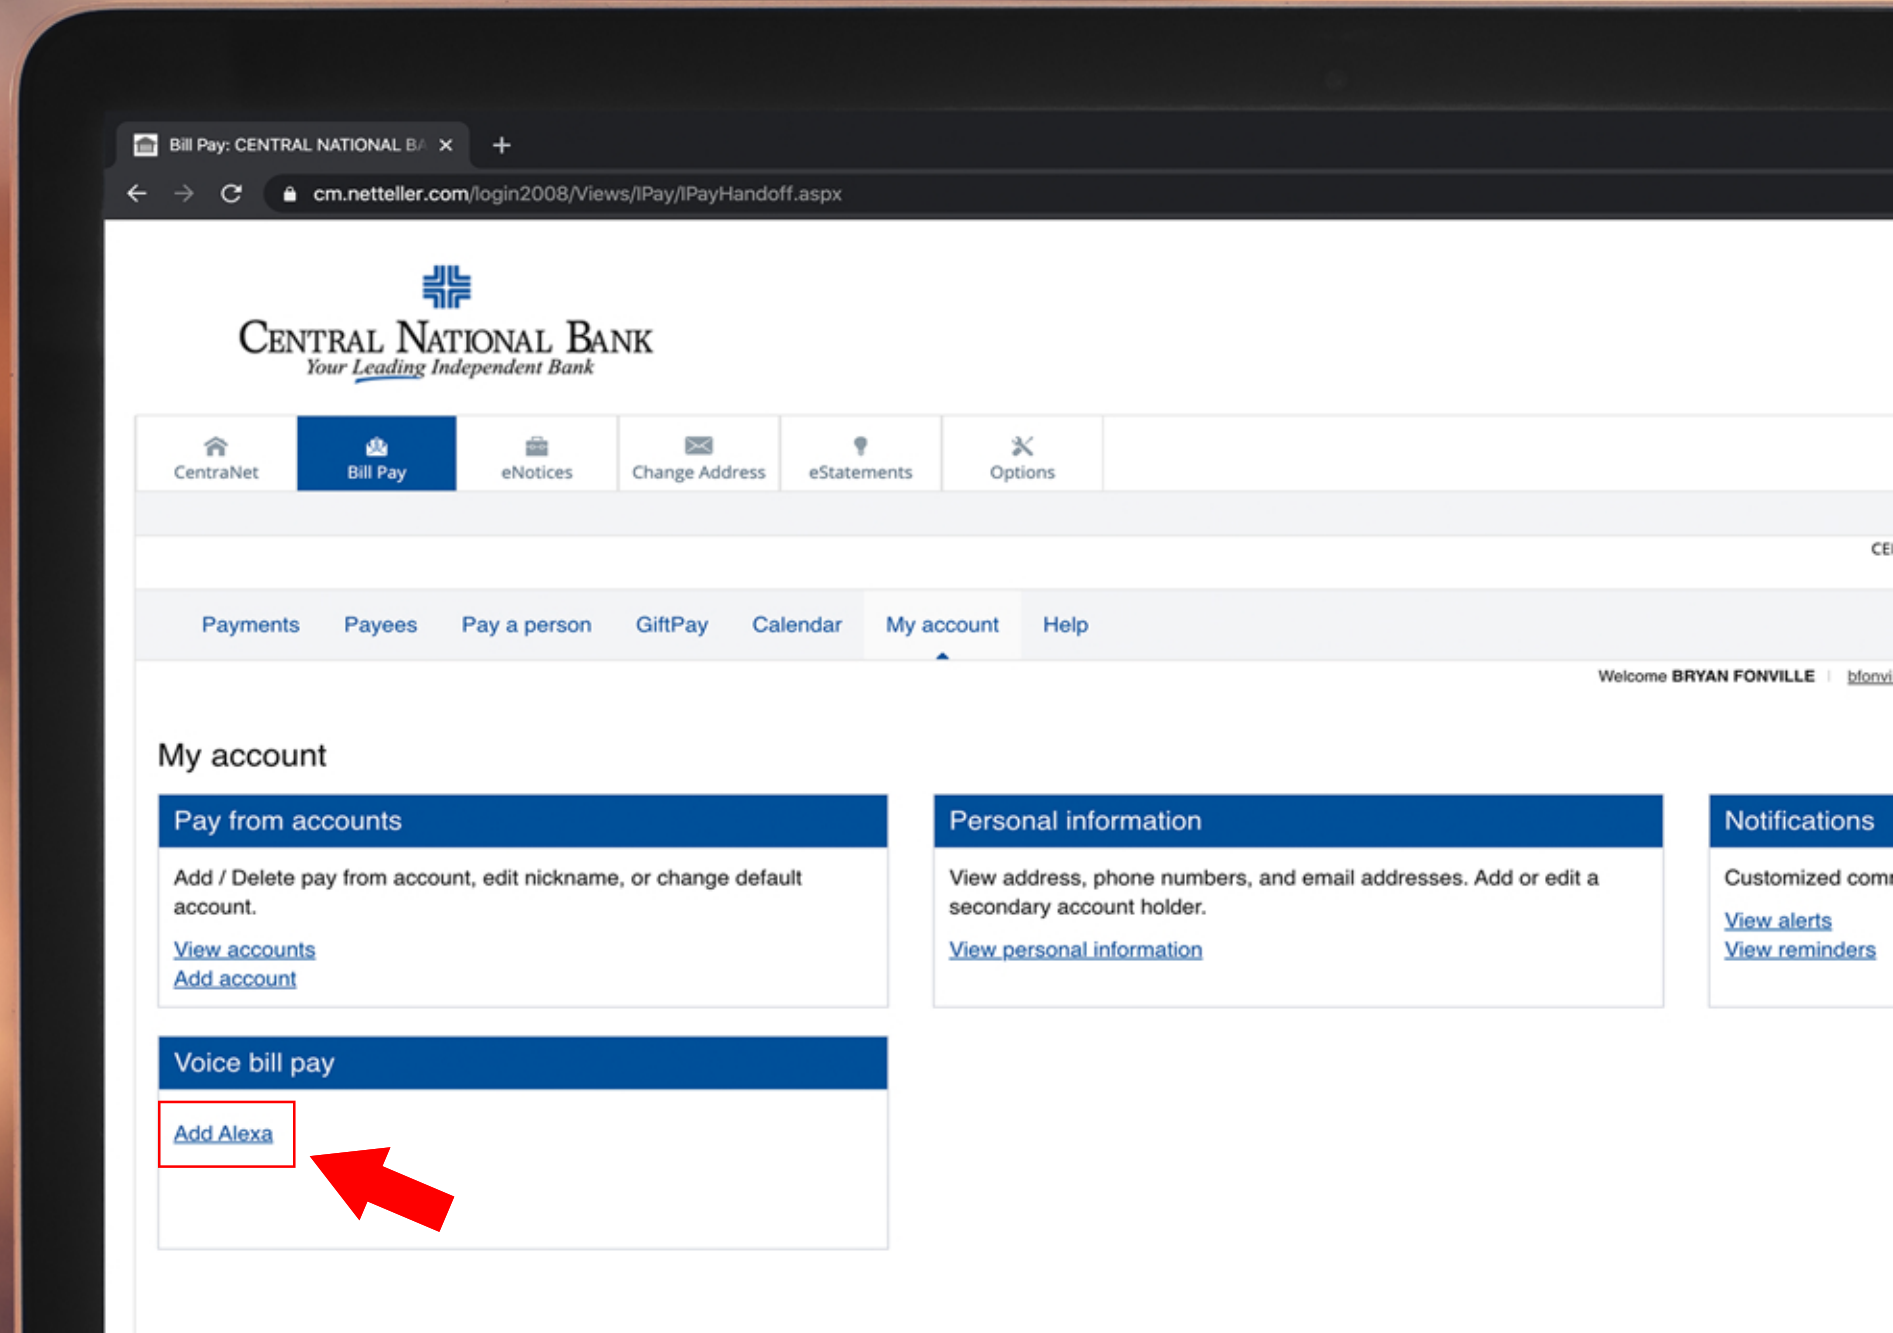 Bill Pay: CENTRAL NATIONAL BA
cm.netteller.com/login2008/Views/IPay/IPayHandoff.aspx
CENTRAL NATIONAL BANK
Your Leading Independent Bank
CentraNet Bill Pay eNotices Change Address eStatements Options
Payments Payees Pay a person GiftPay Calendar My account Help
Welcome BRYAN FONVILLE
My account
Pay from accounts
Add / Delete pay from account, edit nickname, or change default
account.
View accounts
Add account
Personal information
View address, phone numbers, and email addresses. Add or edit a
secondary account holder.
View personal information
Notifications
Customized
View alerts
View reminders
Voice bill pay
Add Alexa